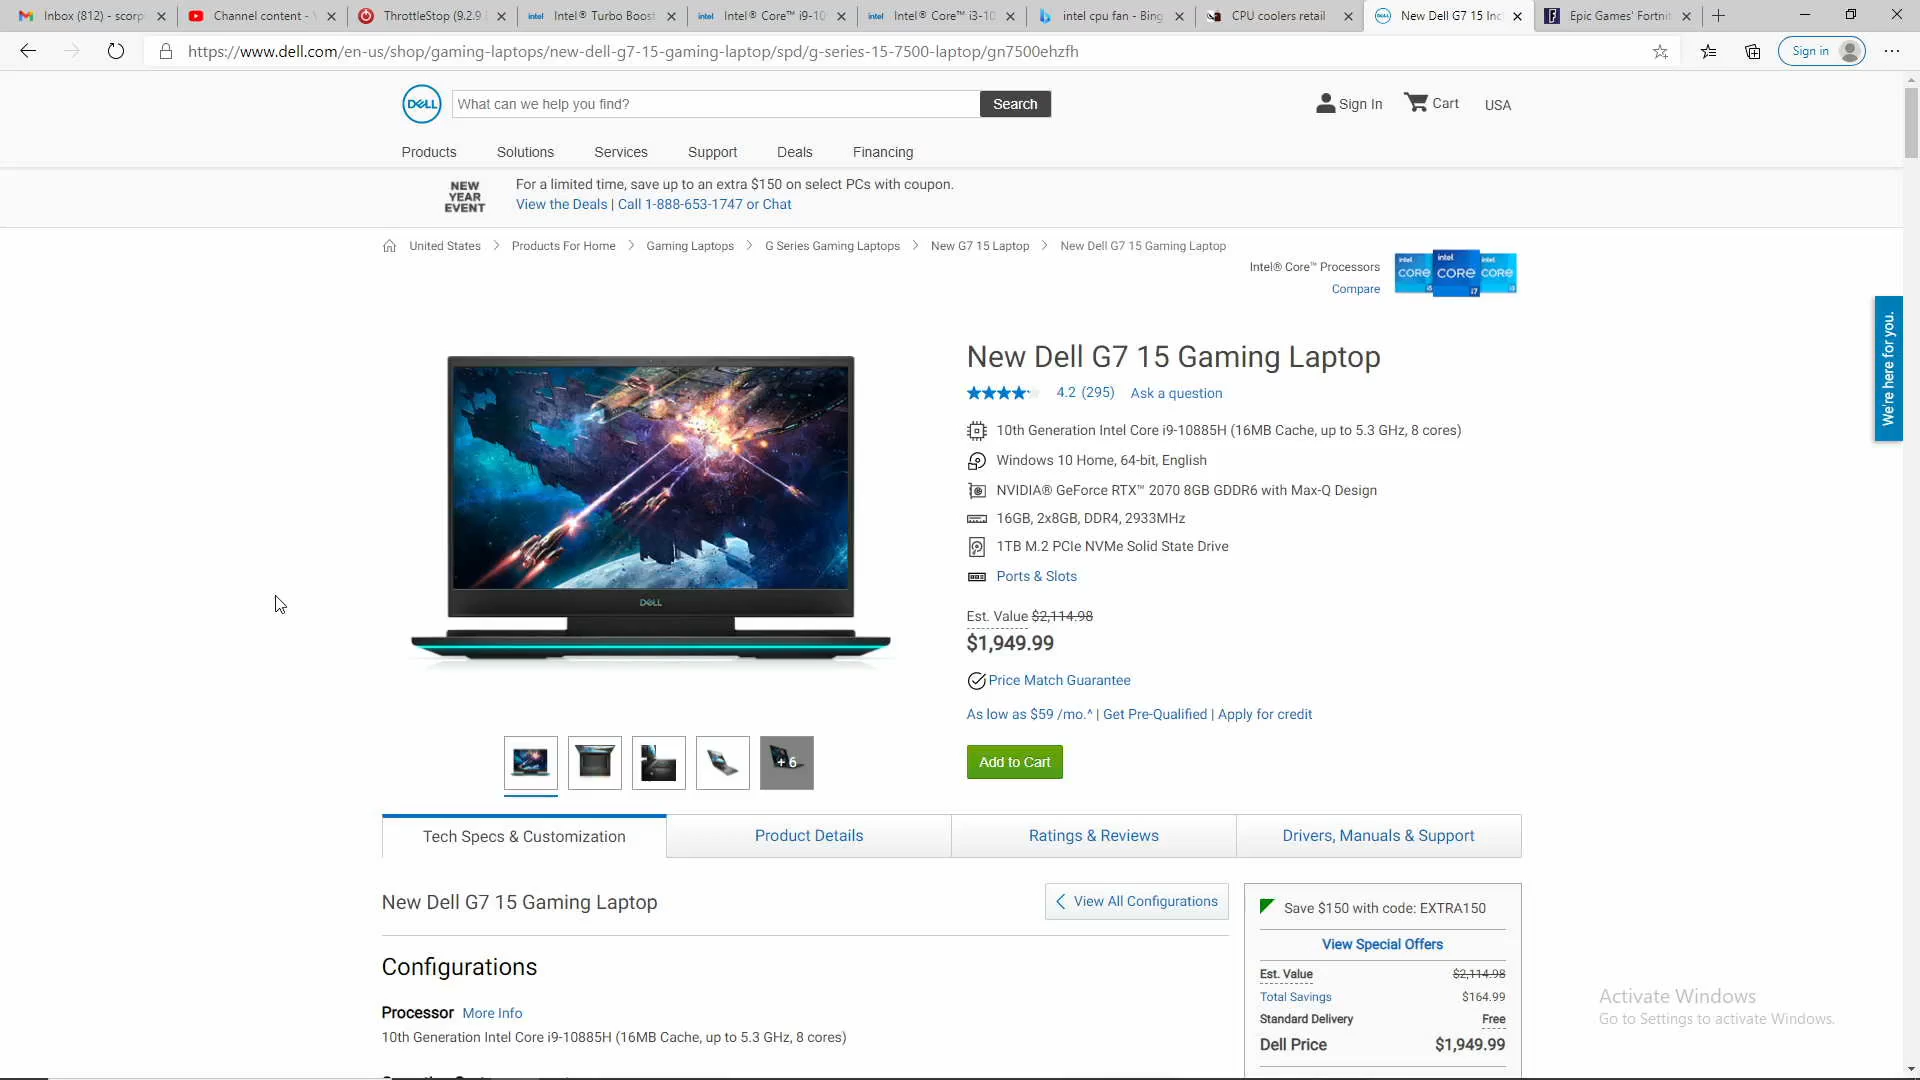 Inbox (812) - scorp
Channel content -
ThrottleStop (9.2.9
Intel® Turbo Boost
Intel® Core™ i9-10
Intel® Core™ i3-10
intel cpu fan - Bing
CPU coolers retail
New Dell G7 15 Inc
Epic Games' Fortnit
https://www.dell.com/en-us/shop/gaming-laptops/new-dell-g7-15-gaming-laptop/spd/g-series-15-7500-laptop/gn7500ehzfh
Sign in
DELL
What can we help you find?
Search
Sign In
Cart
USA
Products
Solutions
Services
Support
Deals
Financing
NEW
YEAR
EVENT
For a limited time, save up to an extra $150 on select PCs with coupon.
View the Deals | Call 1-888-653-1747 or Chat
United States > Products For Home > Gaming Laptops > G Series Gaming Laptops > New G7 15 Laptop > New Dell G7 15 Gaming Laptop
Intel® Core™ Processors
Compare
intel CORE
intel CORE i7
intel CORE
We're here for you.
DELL
New Dell G7 15 Gaming Laptop
4.2 (295) Ask a question
10th Generation Intel Core i9-10885H (16MB Cache, up to 5.3 GHz, 8 cores)
Windows 10 Home, 64-bit, English
NVIDIA® GeForce RTX™ 2070 8GB GDDR6 with Max-Q Design
16GB, 2x8GB, DDR4, 2933MHz
1TB M.2 PCIe NVMe Solid State Drive
Ports & Slots
Est. Value $2,114.98
$1,949.99
Price Match Guarantee
As low as $59 /mo.^ | Get Pre-Qualified | Apply for credit
Add to Cart
+ 6
Tech Specs & Customization
Product Details
Ratings & Reviews
Drivers, Manuals & Support
New Dell G7 15 Gaming Laptop
View All Configurations
Configurations
Processor More Info
10th Generation Intel Core i9-10885H (16MB Cache, up to 5.3 GHz, 8 cores)
Save $150 with code: EXTRA150
View Special Offers
Est. Value $2,114.98
Total Savings $164.99
Standard Delivery Free
Dell Price $1,949.99
Activate Windows
Go to Settings to activate Windows.